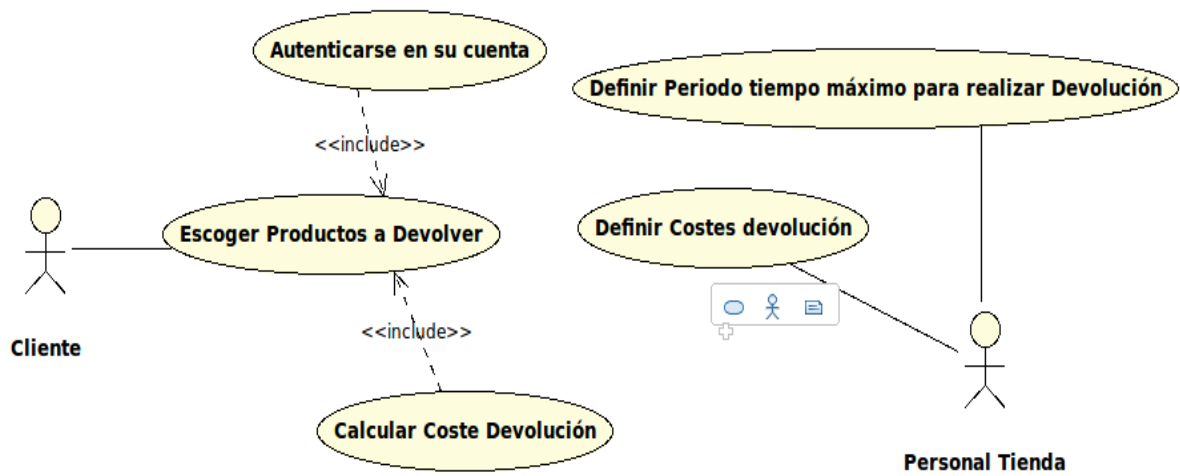 Autenticarse en su cuenta
Definir Periodo tiempo máximo para realizar Devolución
<<include>>
Escoger Productos a Devolver
Definir Costes devolución
<<include>>
Cliente
Calcular Coste Devolución
Personal Tienda